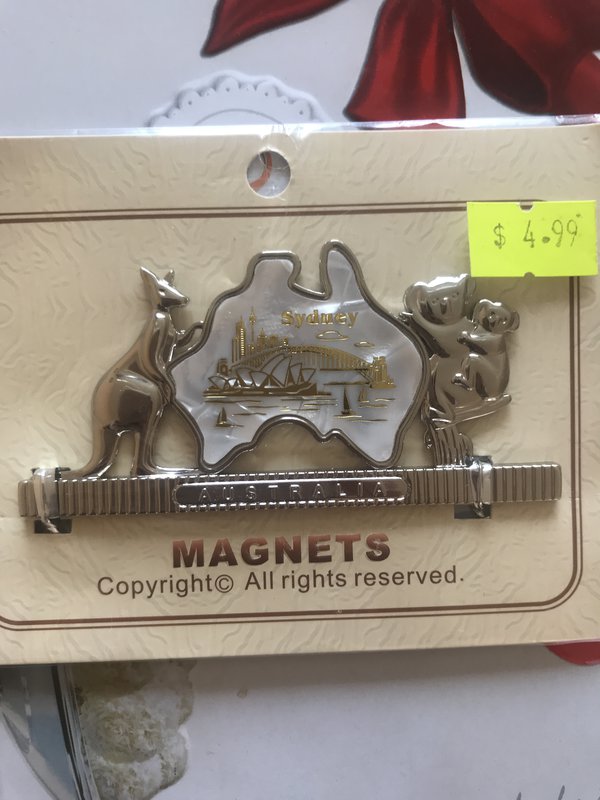 $ 4.99
Sydney
AUSTRALIA
MAGNETS
Copyright© All rights reserved.